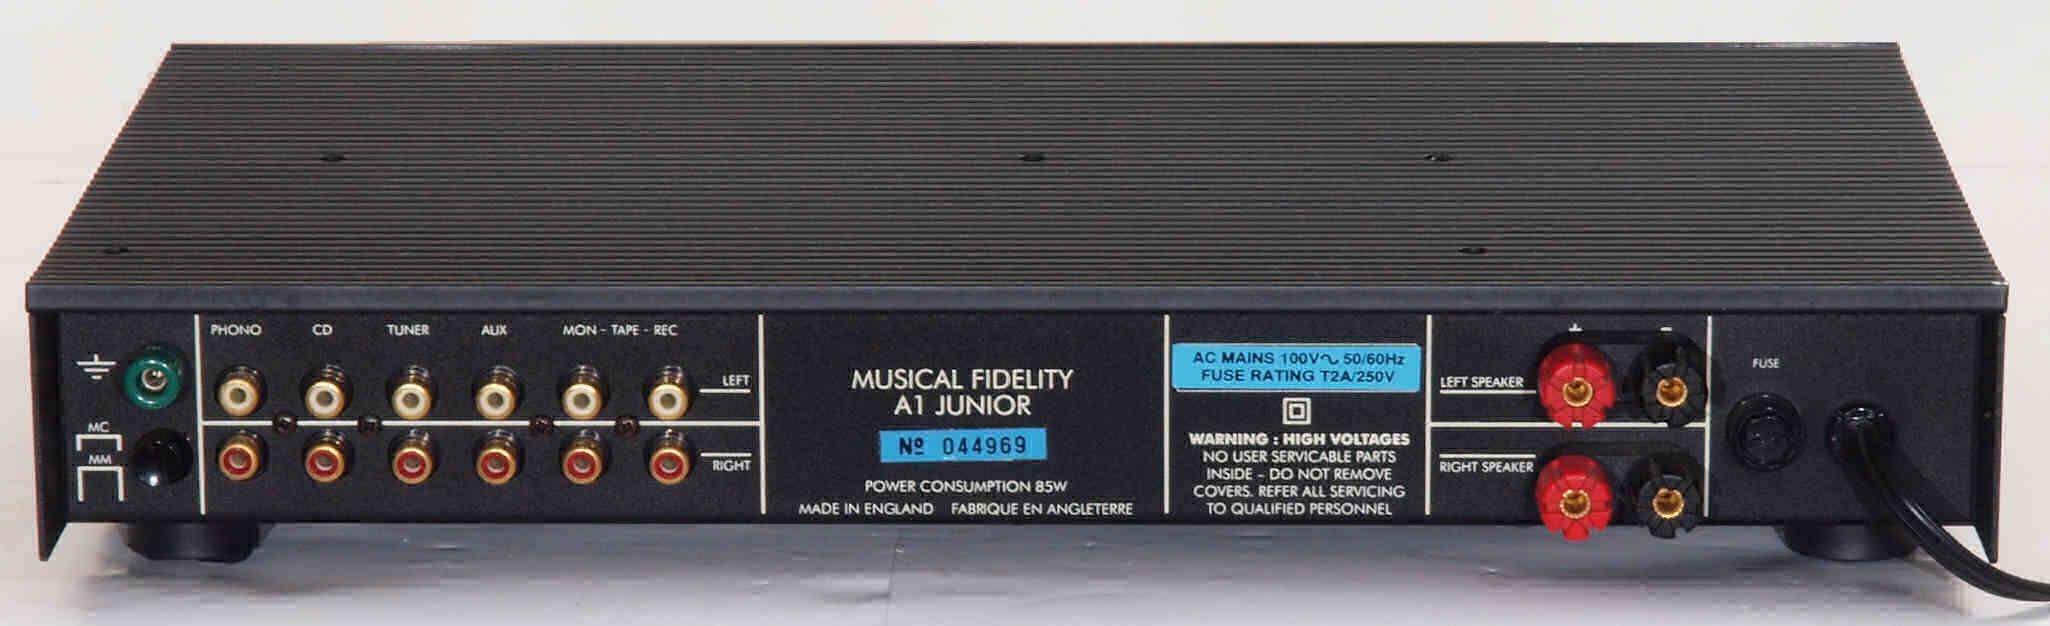 PHONO CD TUNER AUX MON - TAPE - REC
LEFT
RIGHT
MC
MM
MUSICAL FIDELITY
A1 JUNIOR
Nº 044969
POWER CONSUMPTION 85W
MADE IN ENGLAND FABRIQUE EN ANGLETERRE
AC MAINS 100V～ 50/60Hz
FUSE RATING T2A/250V
WARNING : HIGH VOLTAGES
NO USER SERVICABLE PARTS
INSIDE - DO NOT REMOVE
COVERS. REFER ALL SERVICING
TO QUALIFIED PERSONNEL
+ -
LEFT SPEAKER
RIGHT SPEAKER
FUSE